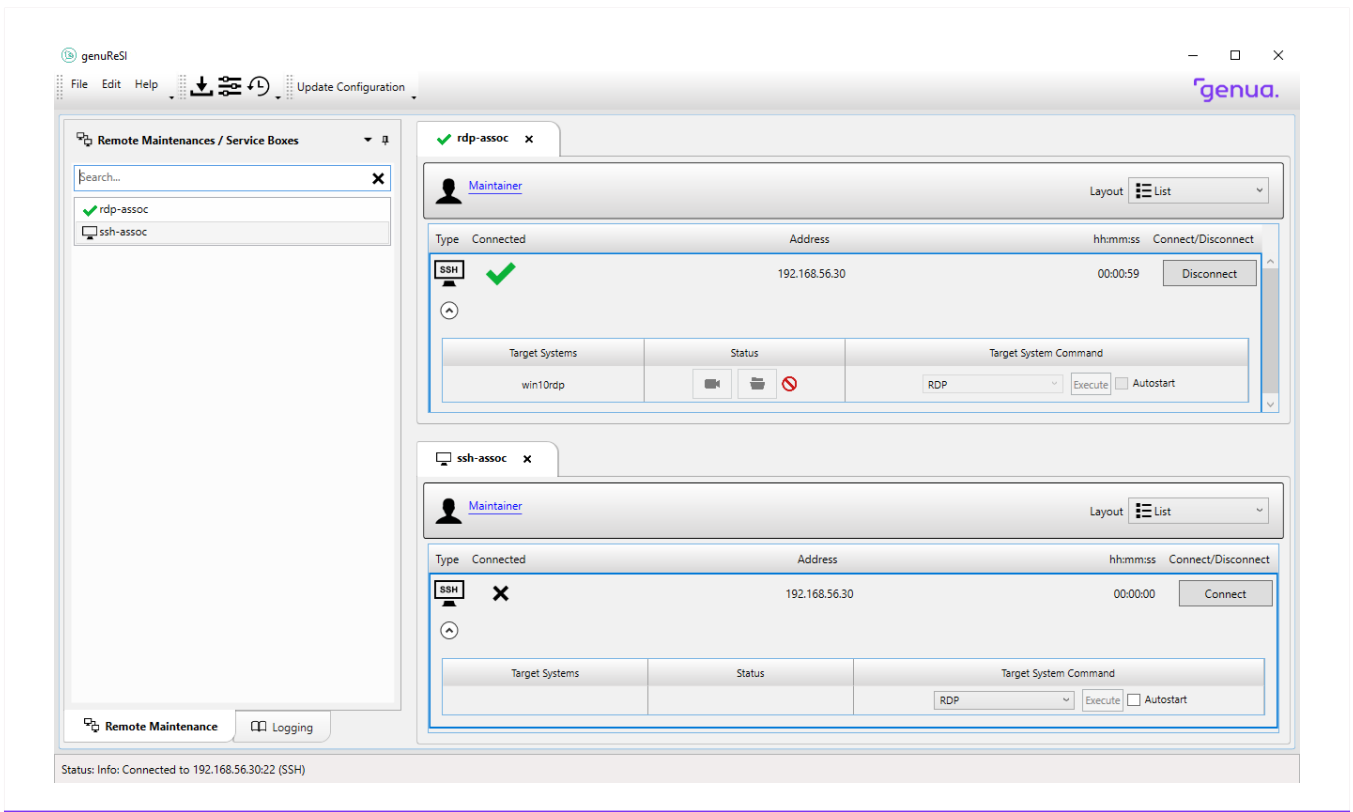 genuReSI
File Edit Help Update Configuration
genua.
Remote Maintenances / Service Boxes
Search...
rdp-assoc
ssh-assoc
Remote Maintenance Logging
rdp-assoc
Maintainer
Layout List
Type Connected Address hh:mm:ss Connect/Disconnect
SSH 192.168.56.30 00:00:59 Disconnect
Target Systems Status Target System Command
win10rdp RDP Execute Autostart
ssh-assoc
Maintainer
Layout List
Type Connected Address hh:mm:ss Connect/Disconnect
SSH 192.168.56.30 00:00:00 Connect
Target Systems Status Target System Command
RDP Execute Autostart
Status: Info: Connected to 192.168.56.30:22 (SSH)